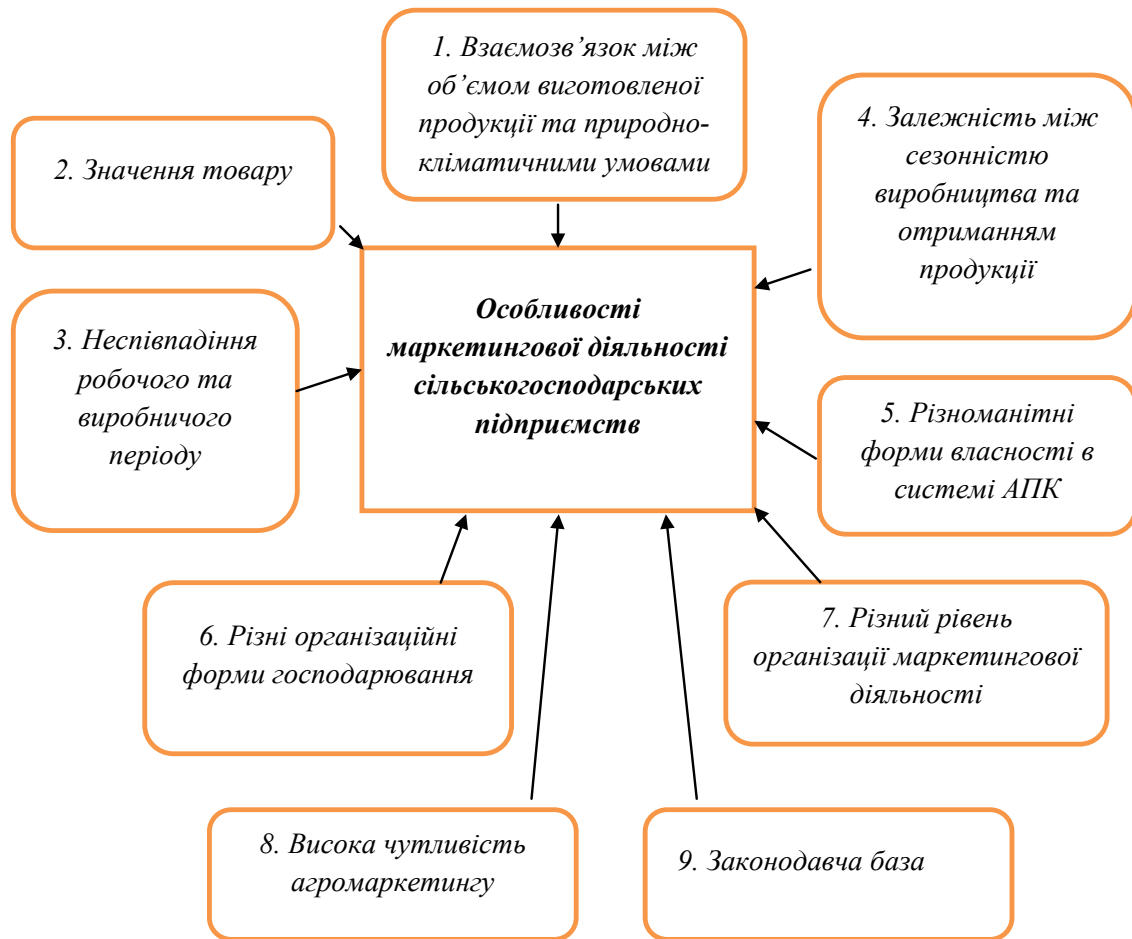 1. Взаємозв’язок між
об’ємом виготовленої
продукції та природно-
кліматичними умовами
2. Значення товару
3. Неспівпадіння
робочого та
виробничого
періоду
4. Залежність між
сезонністю
виробництва та
отриманням
продукції
Особливості
маркетингової діяльності
сільськогосподарських
підприємств
5. Різноманітні
форми власності в
системі АПК
6. Різні організаційні
форми господарювання
7. Різний рівень
організації маркетингової
діяльності
8. Висока чутливість
агромаркетингу
9. Законодавча база